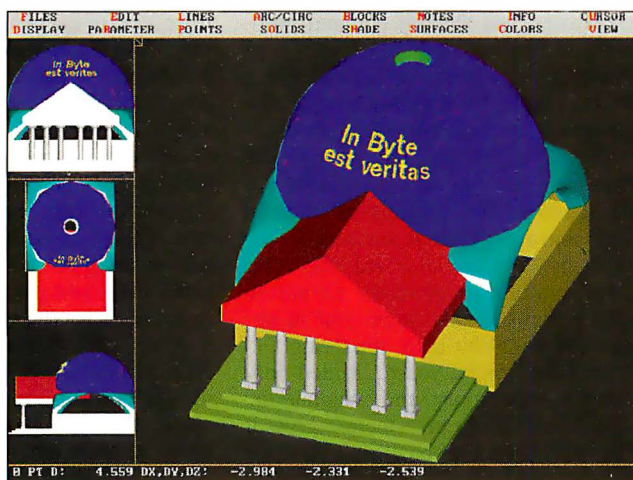 FILES EDIT LINES ARC/CIRC BLOCKS NOTES INFO CURSOR
DISPLAY PARAMETER POINTS SOLIDS SHADE SURFACES COLORS VIEW
In Byte
est veritas
In Byte
est veritas
0 PT D: 4.559 DX,DY,DZ: -2.984 -2.331 -2.539